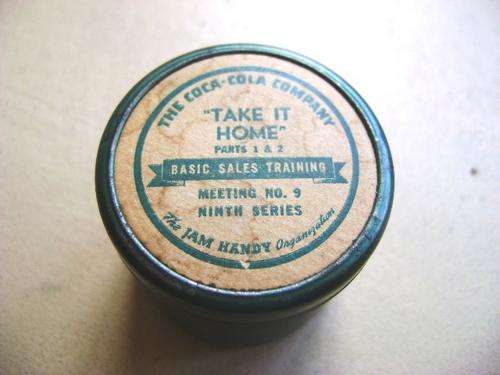 THE COCA-COLA COMPANY
"TAKE IT
HOME"
PARTS 1 & 2
BASIC SALES TRAINING
MEETING NO. 9
NINTH SERIES
The JAM HANDY Organization